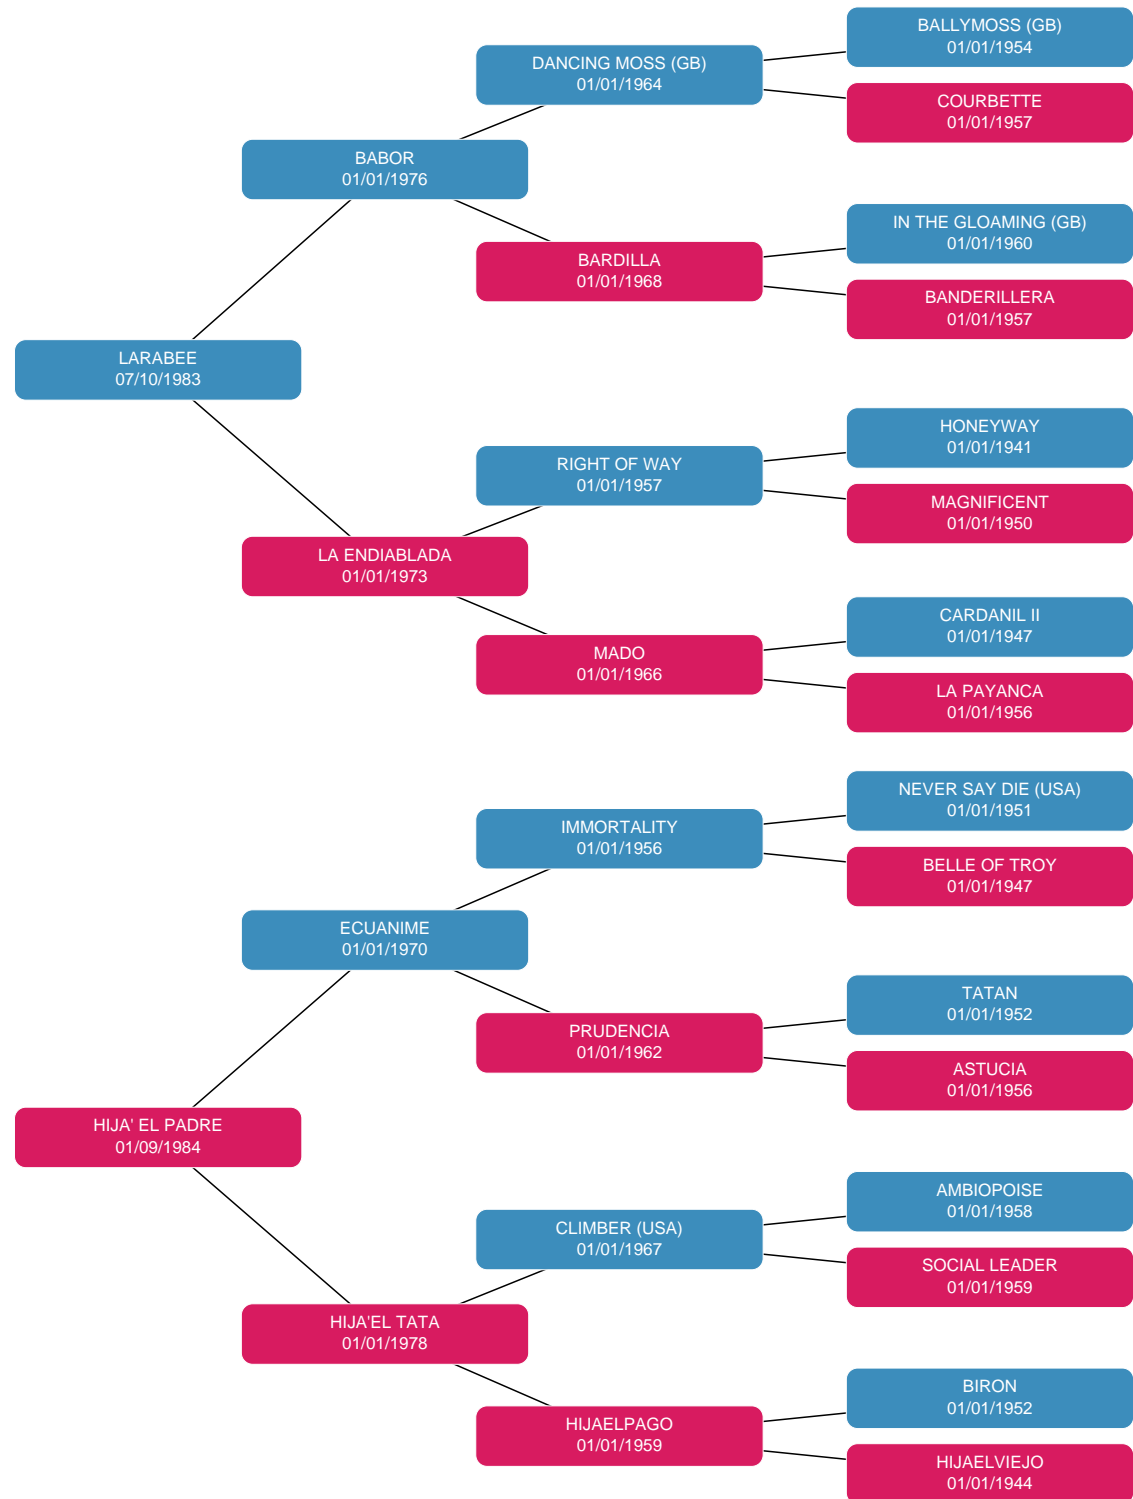 BALLYMOSS (GB)
01/01/1954
DANCING MOSS (GB)
01/01/1964
COURBETTE
01/01/1957
BABOR
01/01/1976
IN THE GLOAMING (GB)
01/01/1960
BARDILLA
01/01/1968
BANDERILLERA
01/01/1957
LARABEE
07/10/1983
HONEYWAY
01/01/1941
RIGHT OF WAY
01/01/1957
MAGNIFICENT
01/01/1950
LA ENDIABLADA
01/01/1973
CARDANIL II
01/01/1947
MADO
01/01/1966
LA PAYANCA
01/01/1956
NEVER SAY DIE (USA)
01/01/1951
IMMORTALITY
01/01/1956
BELLE OF TROY
01/01/1947
ECUANIME
01/01/1970
TATAN
01/01/1952
PRUDENCIA
01/01/1962
ASTUCIA
01/01/1956
HIJA' EL PADRE
01/09/1984
AMBIOPOISE
01/01/1958
CLIMBER (USA)
01/01/1967
SOCIAL LEADER
01/01/1959
HIJA'EL TATA
01/01/1978
BIRON
01/01/1952
HIJAELPAGO
01/01/1959
HIJAELVIEJO
01/01/1944